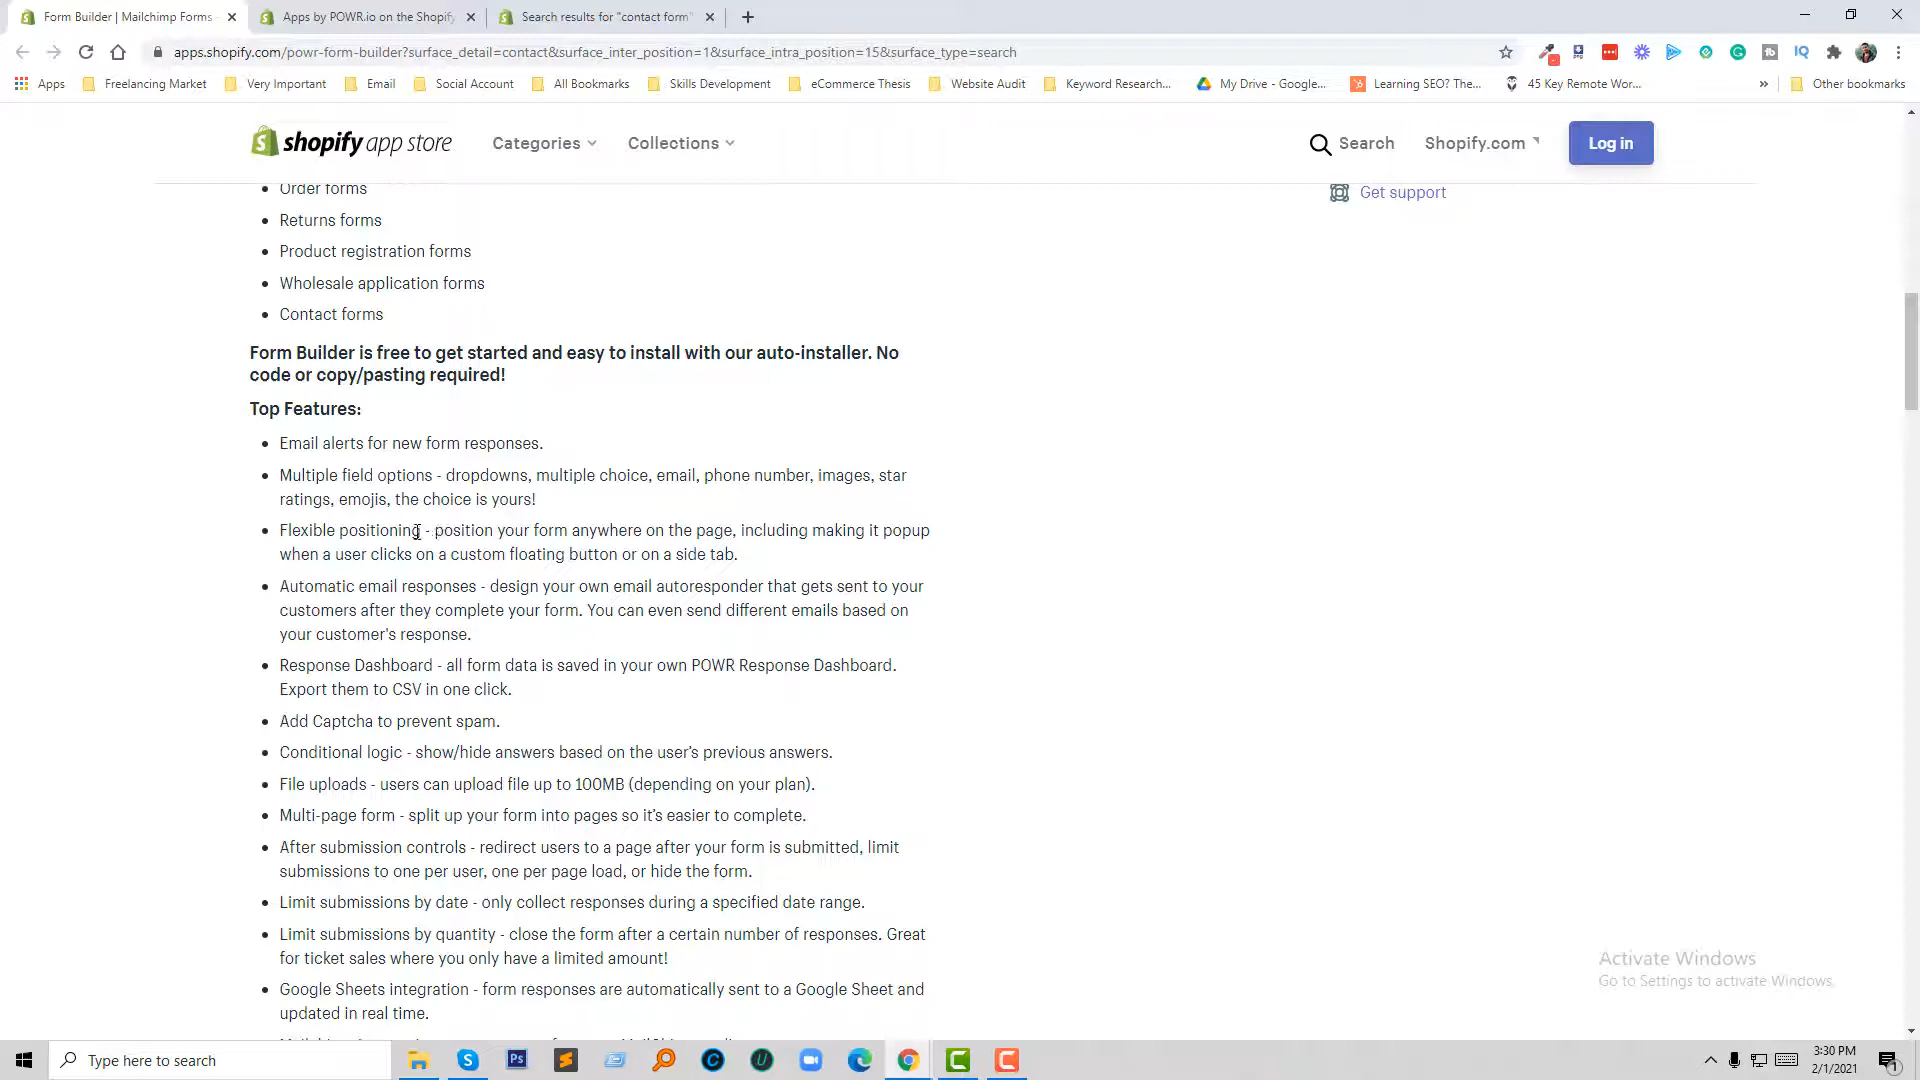 Form Builder | Mailchimp Forms
Apps by POWR.io on the Shopify
Search results for "contact form"
apps.shopify.com/powr-form-builder?surface_detail=contact&surface_inter_position=1&surface_intra_position=15&surface_type=search
Apps Freelancing Market Very Important Email Social Account All Bookmarks Skills Development eCommerce Thesis Website Audit Keyword Research... My Drive - Google... Learning SEO? The... 45 Key Remote Wor... » Other bookmarks
shopify app store Categories Collections Search Shopify.com Log in
Order forms
Get support
Returns forms
Product registration forms
Wholesale application forms
Contact forms
Form Builder is free to get started and easy to install with our auto-installer. No
code or copy/pasting required!
Top Features:
Email alerts for new form responses.
Multiple field options - dropdowns, multiple choice, email, phone number, images, star
ratings, emojis, the choice is yours!
Flexible positioning - position your form anywhere on the page, including making it popup
when a user clicks on a custom floating button or on a side tab.
Automatic email responses - design your own email autoresponder that gets sent to your
customers after they complete your form. You can even send different emails based on
your customer's response.
Response Dashboard - all form data is saved in your own POWR Response Dashboard.
Export them to CSV in one click.
Add Captcha to prevent spam.
Conditional logic - show/hide answers based on the user's previous answers.
File uploads - users can upload file up to 100MB (depending on your plan).
Multi-page form - split up your form into pages so it's easier to complete.
After submission controls - redirect users to a page after your form is submitted, limit
submissions to one per user, one per page load, or hide the form.
Limit submissions by date - only collect responses during a specified date range.
Limit submissions by quantity - close the form after a certain number of responses. Great
for ticket sales where you only have a limited amount!
Google Sheets integration - form responses are automatically sent to a Google Sheet and
updated in real time.
Activate Windows
Go to Settings to activate Windows.
Type here to search
3:30 PM
2/1/2021